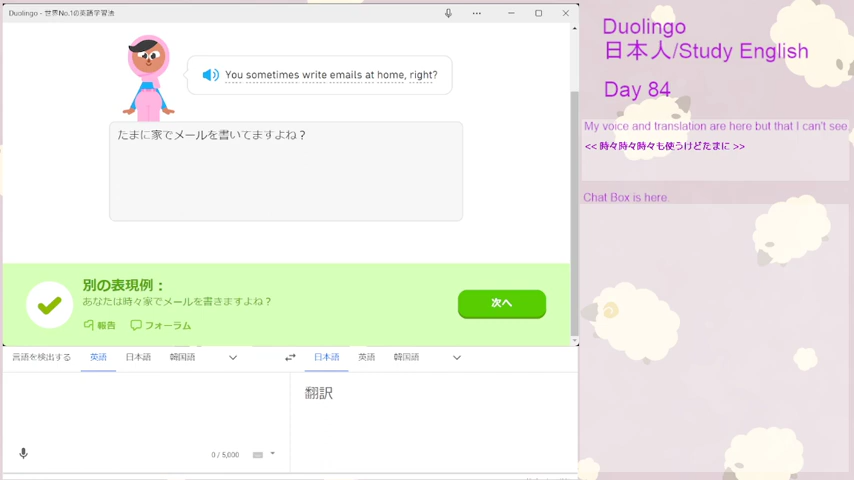 Duolingo - 世界No.1の英語学習法
You sometimes write emails at home, right?
たまに家でメールを書いてますよね？
別の表現例：
あなたは時々家でメールを書きますよね？
報告 フォーラム
次へ
言語を検出する 英語 日本語 韓国語
日本語 英語 韓国語
翻訳
0 / 5,000
Duolingo
日本人/Study English
Day 84
My voice and translation are here but that I can't see
<< 時々時々時々も使うけどたまに >>
Chat Box is here.